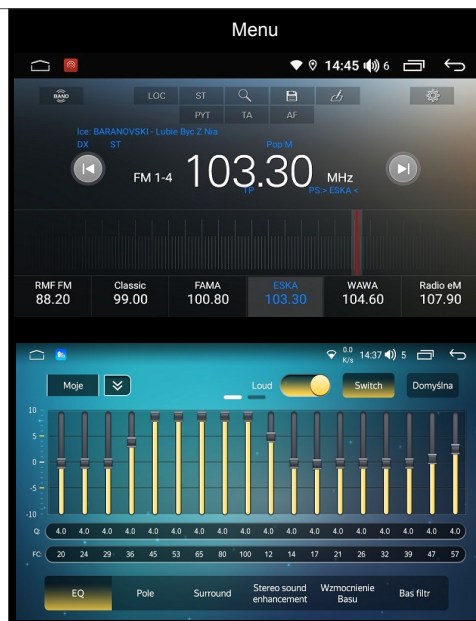 Menu
14:45 6
BAND LOC ST
PYT TA AF
Ice: BARANOVSKI - Lubie Byc Z Nia
DX ST Pop M
FM 1-4 103.30 MHz
TP PS:> ESKA <
RMF FM Classic FAMA ESKA WAWA Radio eM
88.20 99.00 100.80 103.30 104.60 107.90
0.0 K/s 14:37 5
Moje Loud Switch Domyślna
10
5
0
-5
-10
Q: 4.0 4.0 4.0 4.0 4.0 4.0 4.0 4.0 4.0 4.0 4.0 4.0 4.0 4.0 4.0 4.0 4.0 4.0
FC: 20 24 29 36 45 53 65 80 100 12 14 17 21 26 32 39 47 57
EQ Pole Surround Stereo sound enhancement Wzmocnienie Basu Bas filtr